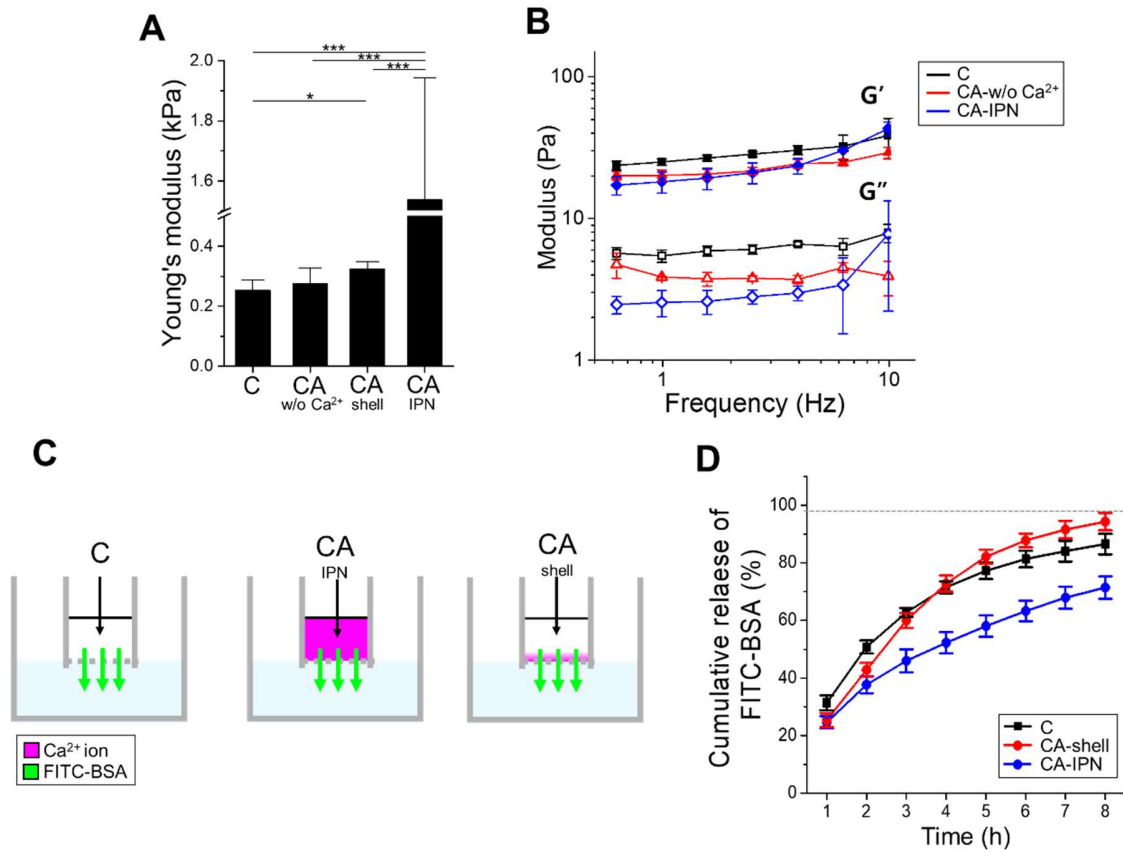 A
Young's modulus (kPa)
2.0
1.6
0.4
0.2
0.0
***
***
***
*
C
CA
w/o Ca²⁺
CA
shell
CA
IPN
B
Modulus (Pa)
100
10
1
G′
G″
1
10
Frequency (Hz)
C
CA-w/o Ca²⁺
CA-IPN
C
C
CA
IPN
CA
shell
Ca²⁺ ion
FITC-BSA
D
Cumulative relaese of
FITC-BSA (%)
100
80
60
40
20
0
C
CA-shell
CA-IPN
1 2 3 4 5 6 7 8
Time (h)